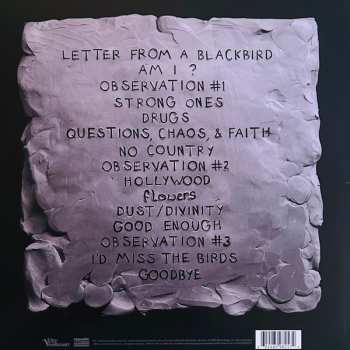 LETTER FROM A BLACKBIRD
AM I ?
OBSERVATION #1
STRONG ONES
DRUGS
QUESTIONS, CHAOS, & FAITH
NO COUNTRY
OBSERVATION #2
HOLLYWOOD
flowers
DUST/DIVINITY
GOOD ENOUGH
OBSERVATION #3
I'D MISS THE BIRDS
GOODBYE